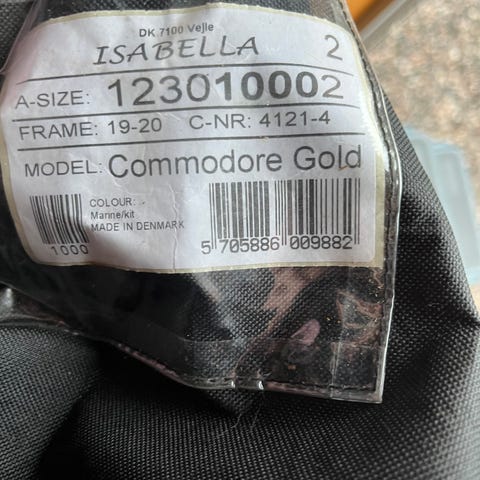 DK 7100 Vejle
ISABELLA 2
A-SIZE: 123010002
FRAME: 19-20 C-NR: 4121-4
MODEL: Commodore Gold
COLOUR: -
Marine/kit
MADE IN DENMARK
1000
5 705886 009882